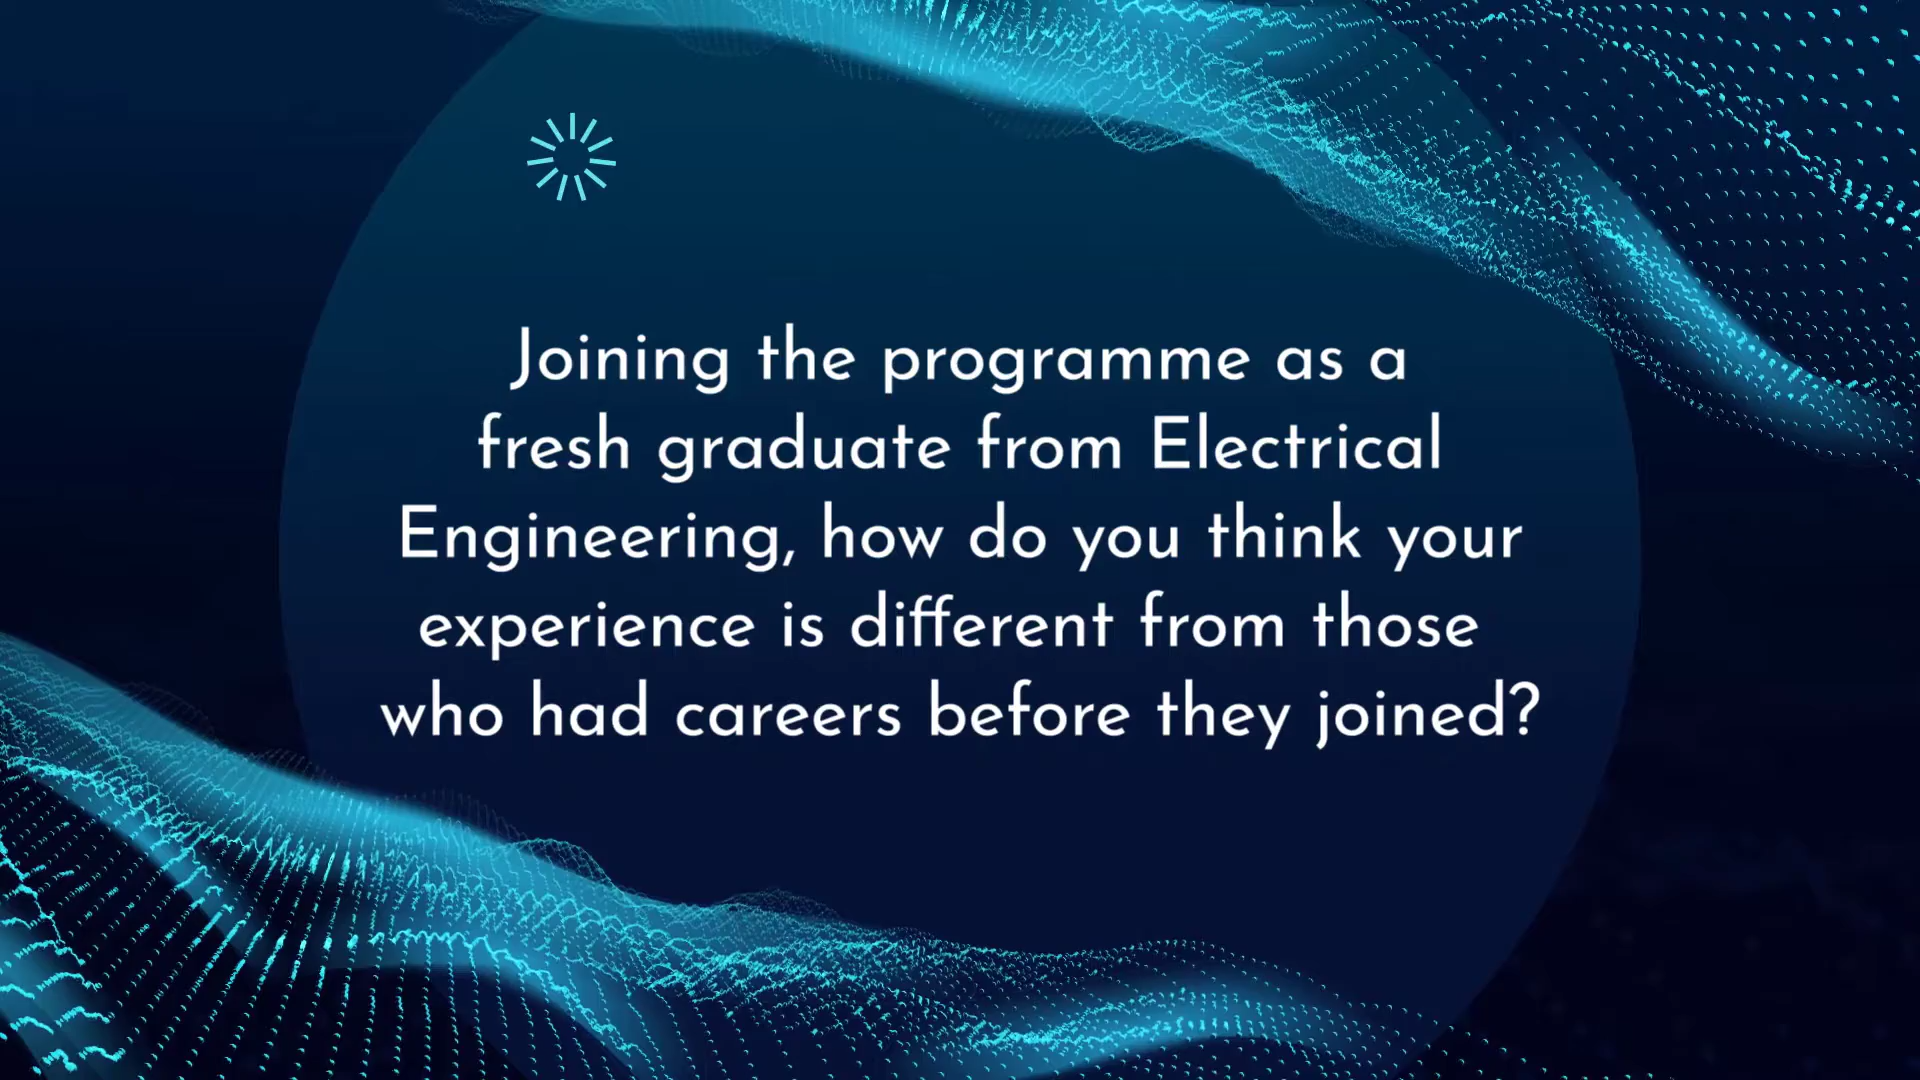 Joining the programme as a
fresh graduate from Electrical
Engineering, how do you think your
experience is different from those
who had careers before they joined?